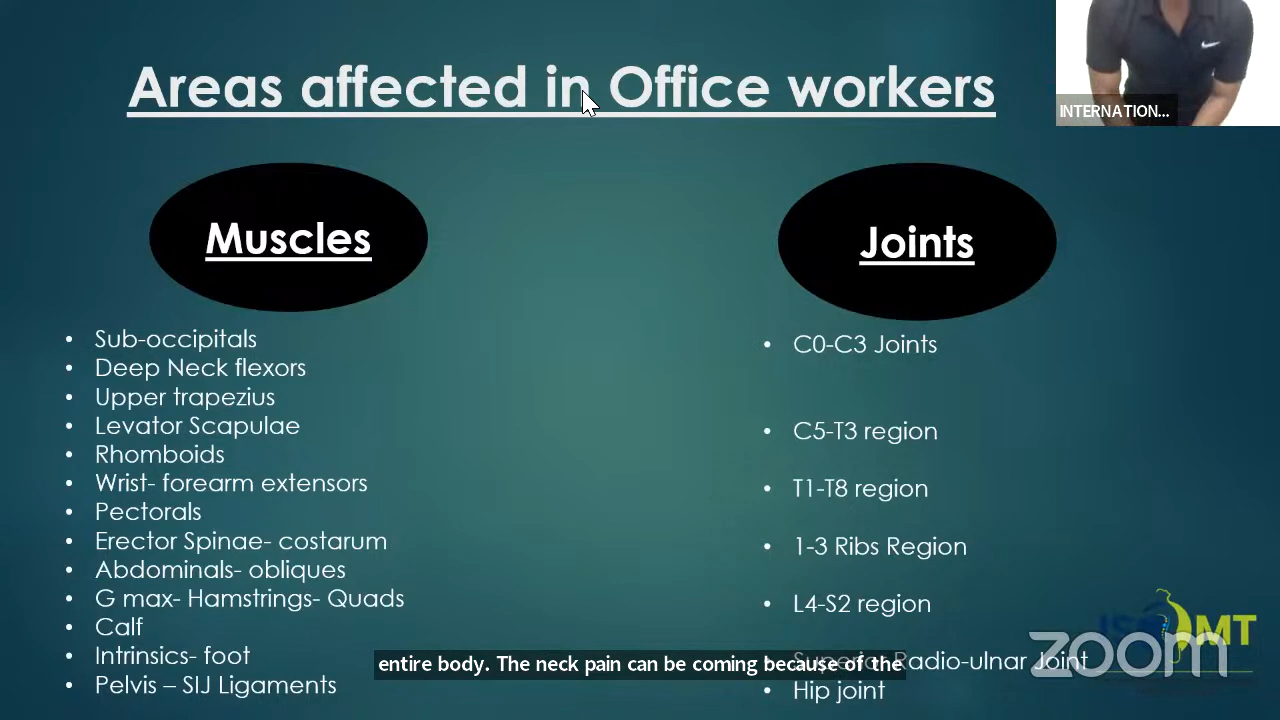 Areas affected in Office workers
INTERNATION...
Muscles
Joints
• Sub-occipitals
• Deep Neck flexors
• Upper trapezius
• Levator Scapulae
• Rhomboids
• Wrist- forearm extensors
• Pectorals
• Erector Spinae- costarum
• Abdominals- obliques
• G max- Hamstrings- Quads
• Calf
• Intrinsics- foot
• Pelvis – SIJ Ligaments
• C0-C3 Joints
• C5-T3 region
• T1-T8 region
• 1-3 Ribs Region
• L4-S2 region
• Superior Radio-ulnar Joint
• Hip joint
entire body. The neck pain can be coming because of the
MT
zoom